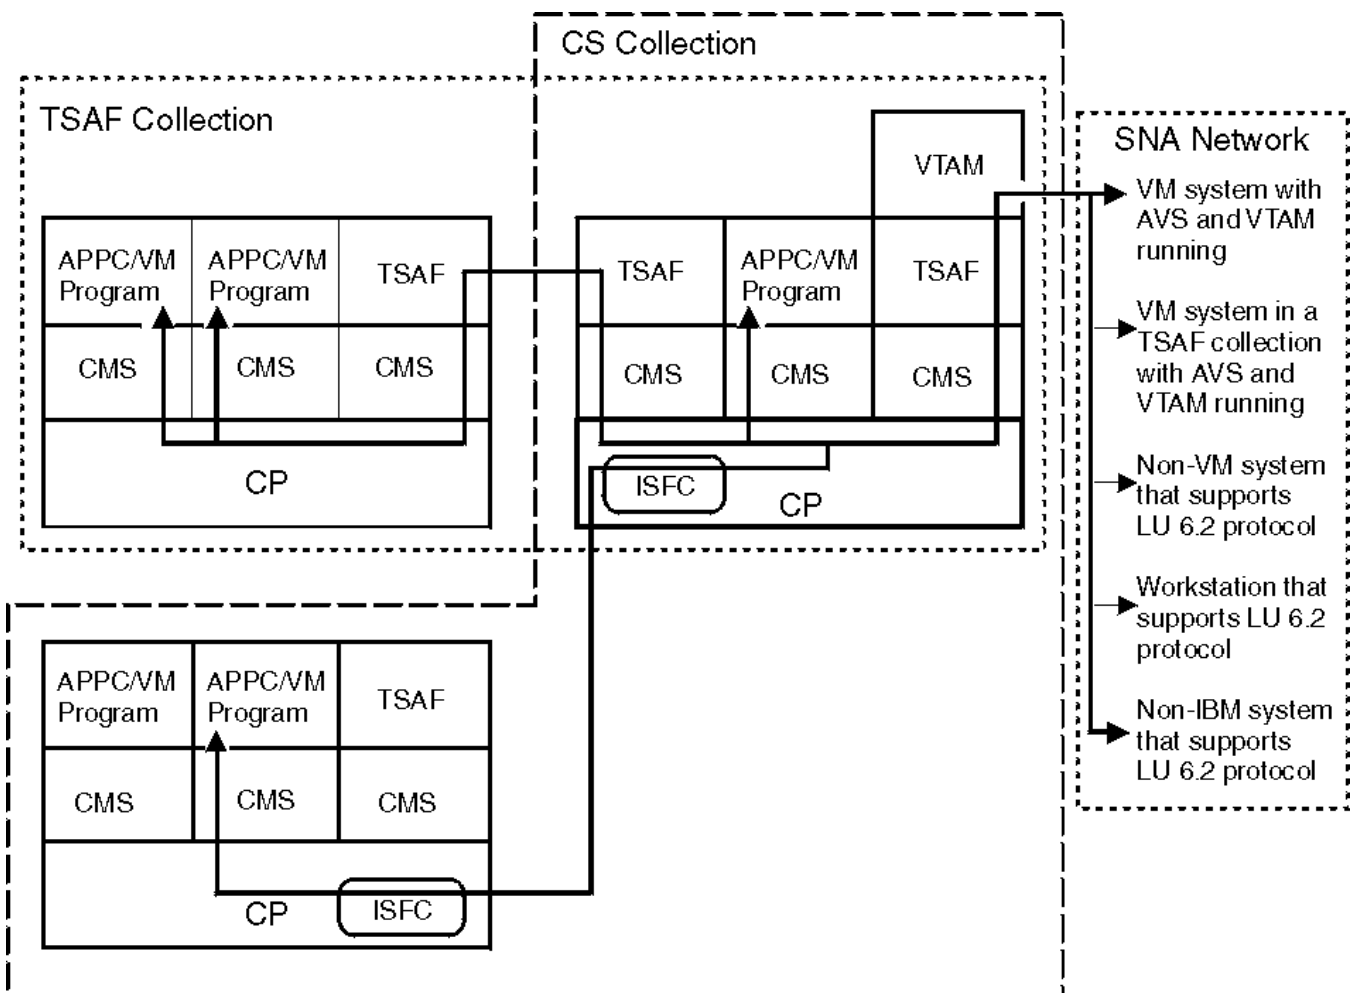 CS Collection
TSAF Collection
SNA Network
VTAM
VM system with
AVS and VTAM
running
APPC/VM
Program
APPC/VM
Program
TSAF
TSAF
APPC/VM
Program
TSAF
VM system in a
TSAF collection
with AVS and
VTAM running
CMS
CMS
CMS
CMS
CMS
CMS
Non-VM system
that supports
LU 6.2 protocol
CP
ISFC
CP
Workstation that
supports LU 6.2
protocol
APPC/VM
Program
APPC/VM
Program
TSAF
Non-IBM system
that supports
LU 6.2 protocol
CMS
CMS
CMS
CP
ISFC